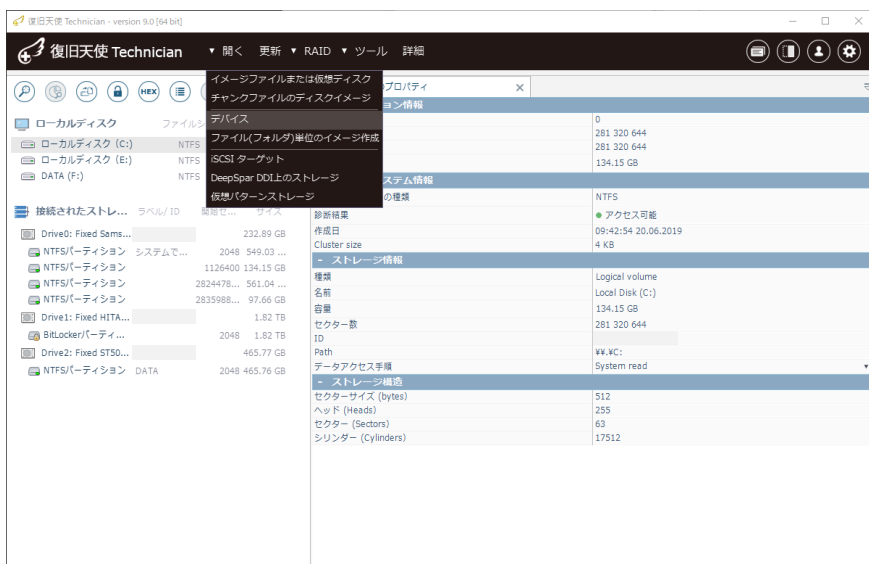 復旧天使 Technician - version 9.0 [64 bit]
復旧天使 Technician ▼ 開く 更新 ▼ RAID ▼ ツール 詳細
イメージファイルまたは仮想ディスク
チャンクファイルのディスクイメージ
デバイス
ファイル(フォルダ)単位のイメージ作成
iSCSI ターゲット
DeepSpar DDI上のストレージ
仮想パターンストレージ
HEX
ローカルディスク ファイルシ
ローカルディスク (C:) NTFS
ローカルディスク (E:) NTFS
DATA (F:) NTFS
接続されたストレ... ラベル/ ID 開始セ... サイズ
Drive0: Fixed Sams... 232.89 GB
NTFSパーティション システムで... 2048 549.03 ...
NTFSパーティション 1126400 134.15 GB
NTFSパーティション 2824478... 561.04 ...
NTFSパーティション 2835988... 97.66 GB
Drive1: Fixed HITA... 1.82 TB
BitLockerパーティ... 2048 1.82 TB
Drive2: Fixed ST50... 465.77 GB
NTFSパーティション DATA 2048 465.76 GB
のプロパティ
ョン情報
0
281 320 644
281 320 644
134.15 GB
ステム情報
の種類 NTFS
診断結果 アクセス可能
作成日 09:42:54 20.06.2019
Cluster size 4 KB
- ストレージ情報
種類 Logical volume
名前 Local Disk (C:)
容量 134.15 GB
セクター数 281 320 644
ID
Path ¥¥.¥C:
データアクセス手順 System read
- ストレージ構造
セクターサイズ (bytes) 512
ヘッド (Heads) 255
セクター (Sectors) 63
シリンダー (Cylinders) 17512